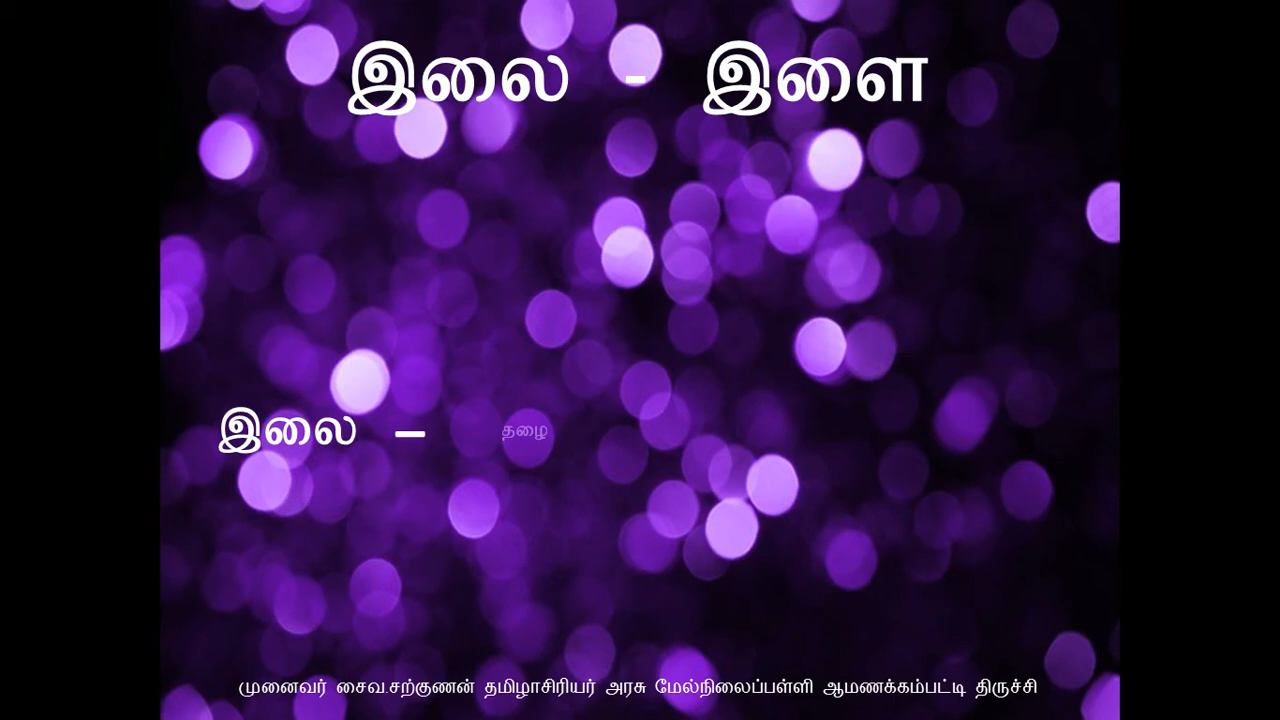 இலை - இளை
இலை – தழை
முனைவர் சைவ.சற்குணன் தமிழாசிரியர் அரசு மேல்நிலைப்பள்ளி ஆமணக்கம்பட்டி திருச்சி